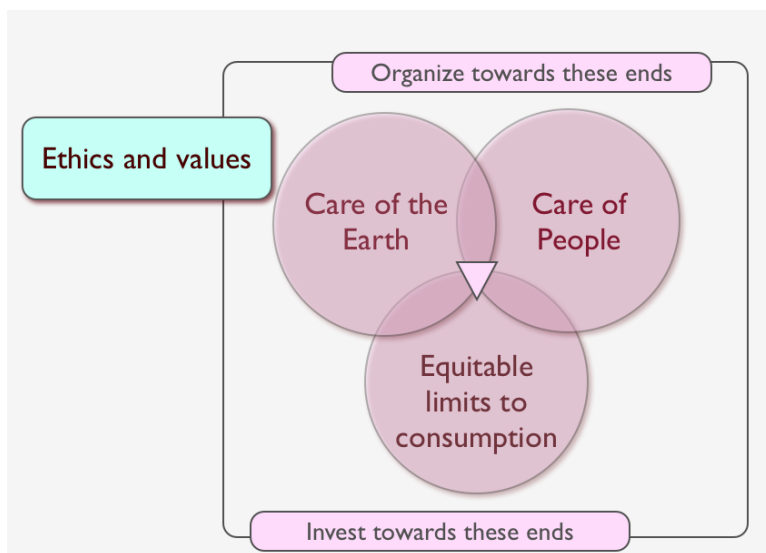 Organize towards these ends
Ethics and values
Care of the
Earth
Care of
People
Equitable
limits to
consumption
Invest towards these ends